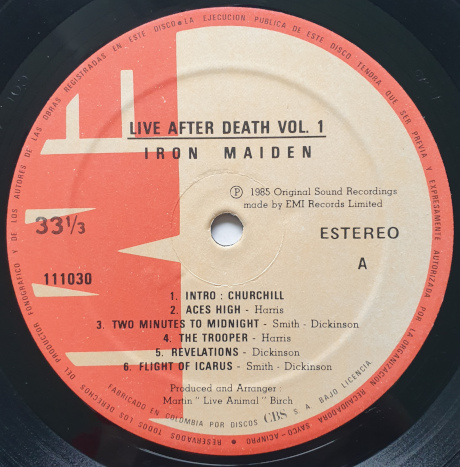 LIVE AFTER DEATH VOL. 1
IRON MAIDEN
Ⓟ 1985 Original Sound Recordings
made by EMI Records Limited
33 1/3
ESTEREO
A
111030
1. INTRO : CHURCHILL
2. ACES HIGH - Harris
3. TWO MINUTES TO MIDNIGHT - Smith - Dickinson
4. THE TROOPER - Harris
5. REVELATIONS - Dickinson
6. FLIGHT OF ICARUS - Smith - Dickinson
Produced and Arranger :
Martin " Live Animal " Birch
FABRICADO EN COLOMBIA POR DISCOS CBS S. A. BAJO LICENCIA.
RESERVADOS TODOS LOS DERECHOS DEL PRODUCTOR FONOGRAFICO Y DE LOS AUTORES DE LAS OBRAS REGISTRADAS EN ESTE DISCO • LA EJECUCION PUBLICA DE ESTE DISCO TENDRA QUE SER PREVIA Y EXPRESAMENTE AUTORIZADA POR LA ORGANIZACION RECAUDADORA SAYCO-ACINPRO •